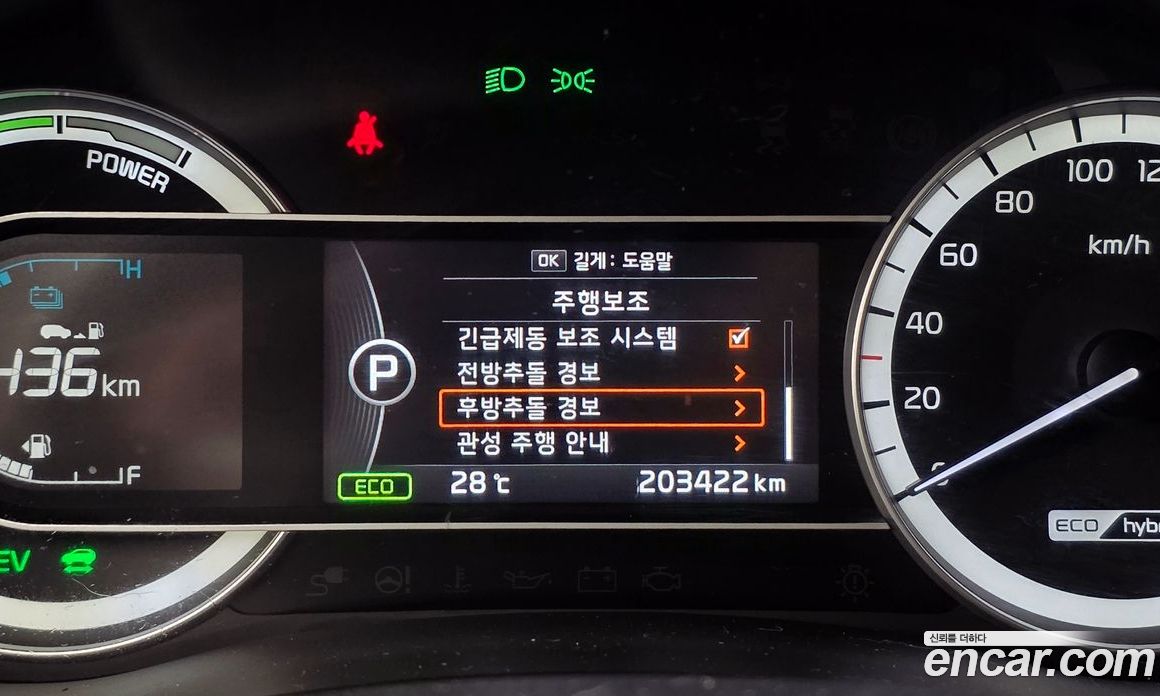 POWER
H
436 km
F
EV
OK 길게 : 도움말
주행보조
긴급제동 보조 시스템
전방추돌 경보
후방추돌 경보
관성 주행 안내
P
ECO
28℃
203422 km
100
80
60
40
20
km/h
ECO
신뢰를 더하다
encar.com